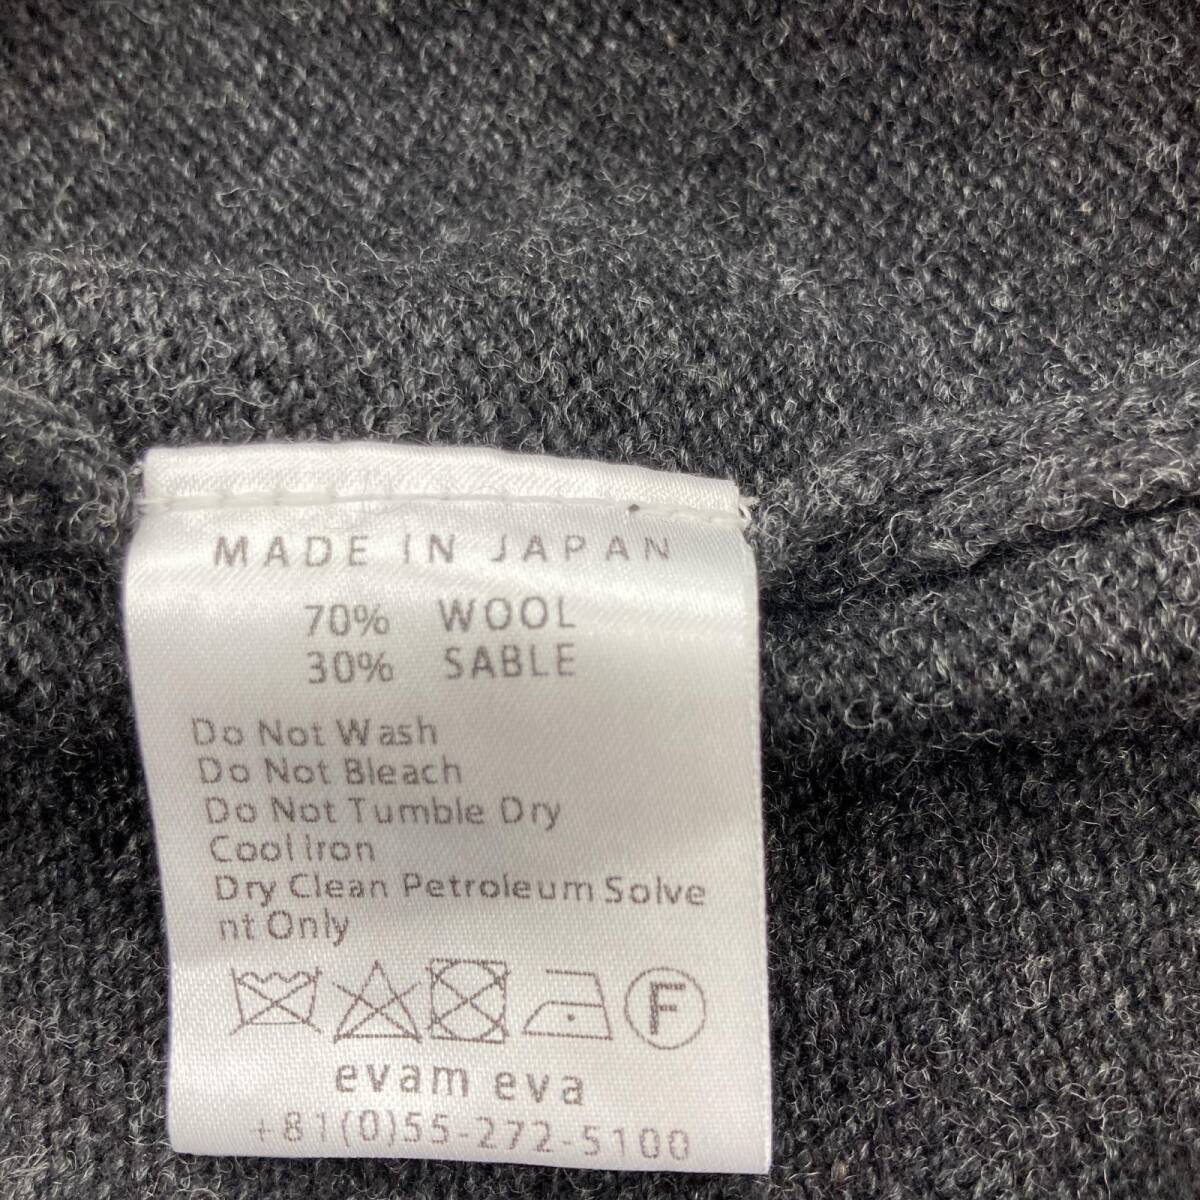 MADE IN JAPAN
70% WOOL
30% SABLE
Do Not Wash
Do Not Bleach
Do Not Tumble Dry
Cool Iron
Dry Clean Petroleum Solve
nt Only
F
evam eva
+81(0)55-272-5100